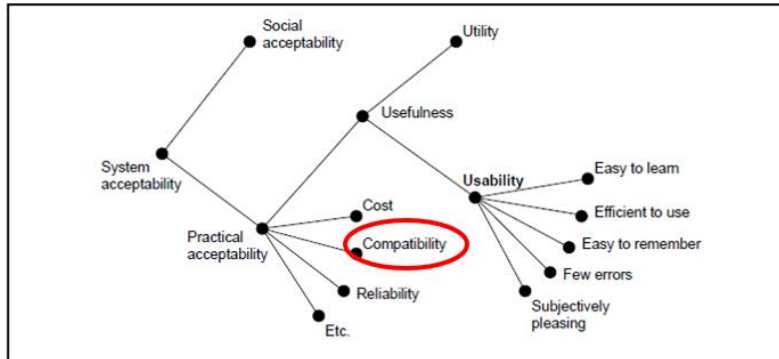 Social
acceptability
Utility
Usefulness
System
acceptability
Usability
Easy to learn
Efficient to use
Easy to remember
Few errors
Subjectively
pleasing
Practical
acceptability
Cost
Compatibility
Reliability
Etc.